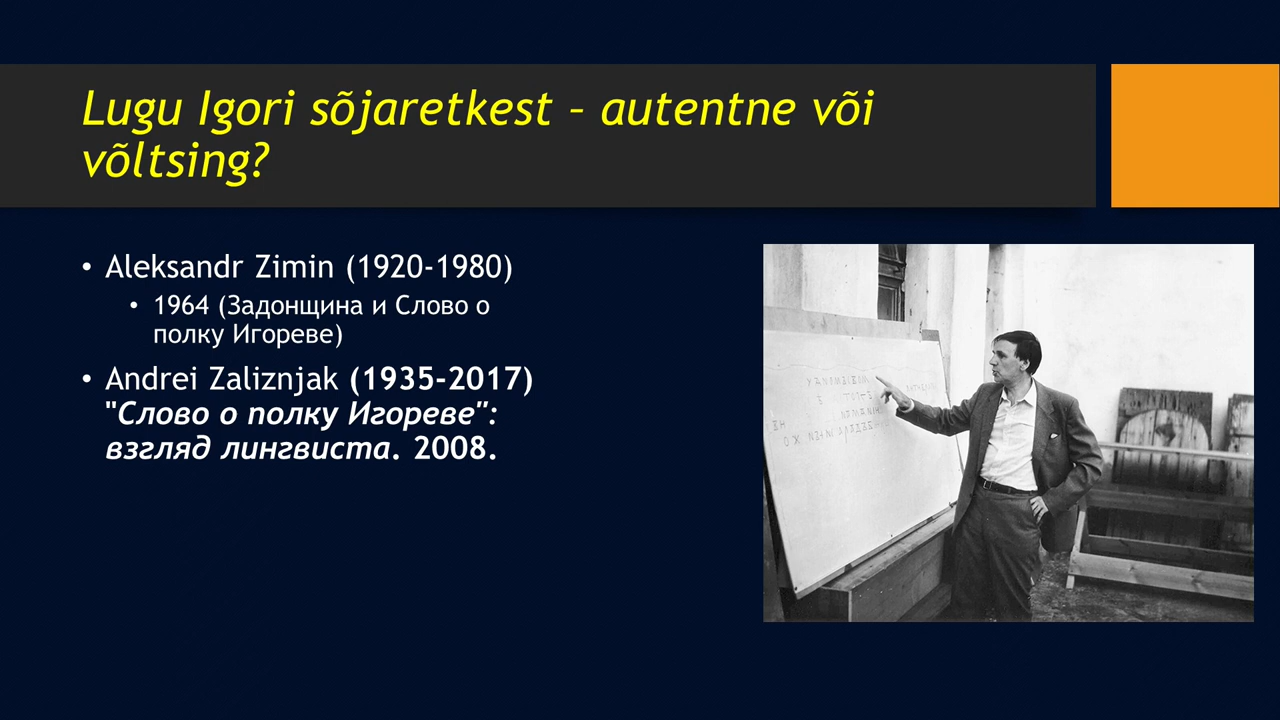 Lugu Igori sõjaretkest – autentne või
võltsing?
• Aleksandr Zimin (1920-1980)
• 1964 (Задонщина и Слово о
полку Игореве)
• Andrei Zaliznjak (1935-2017)
"Слово о полку Игореве":
взгляд лингвиста. 2008.